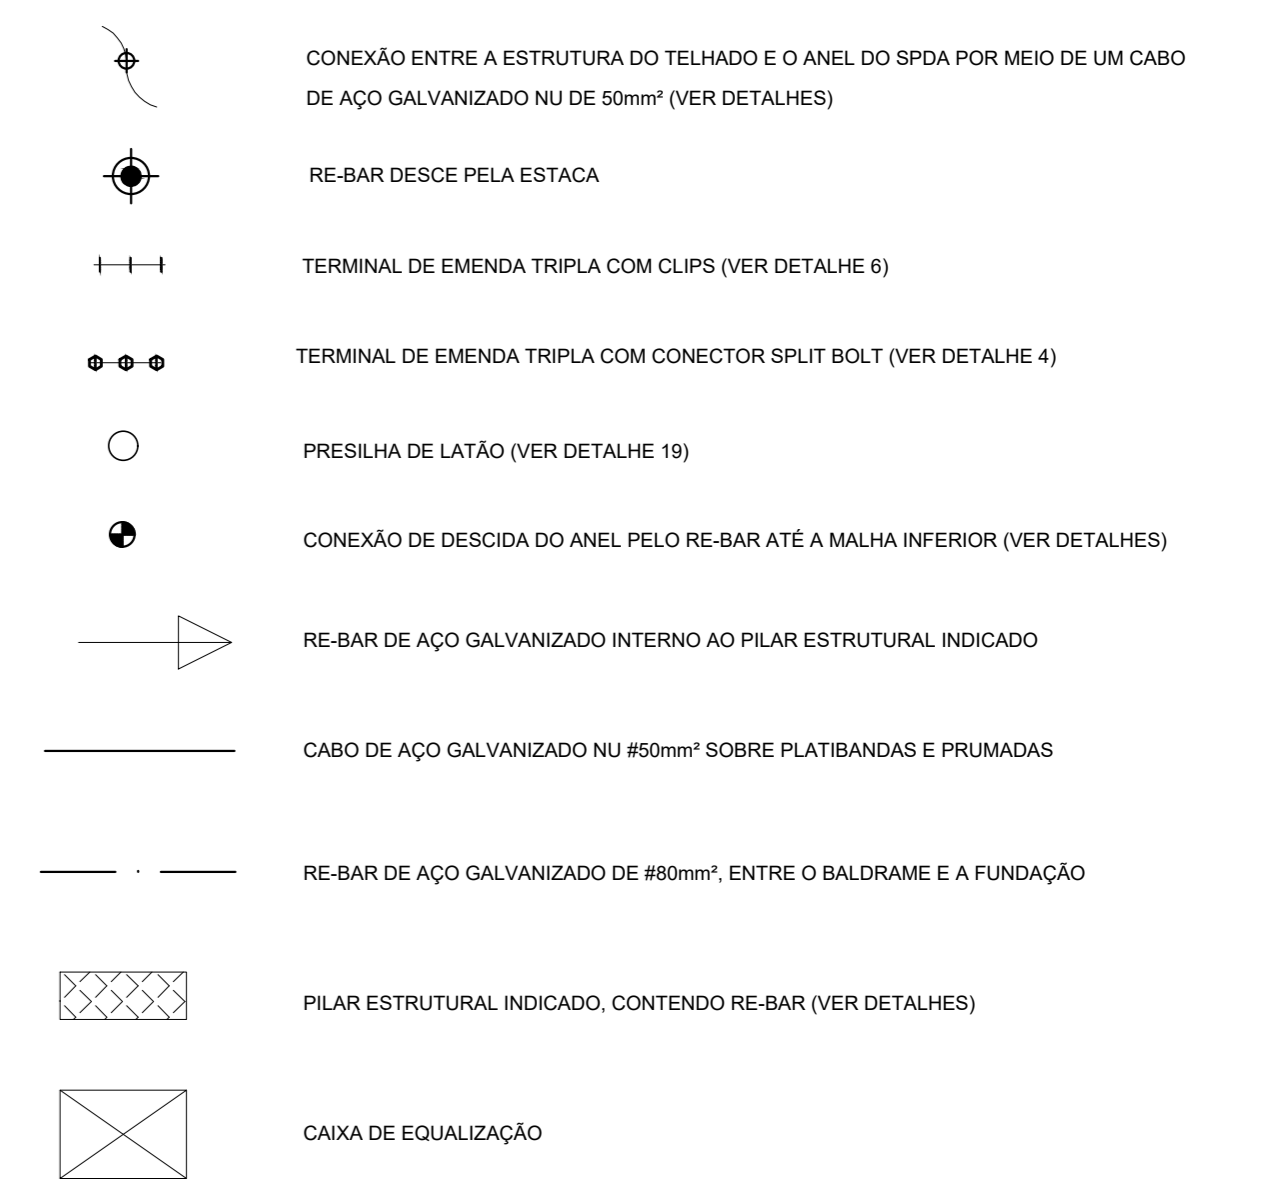 CONEXÃO ENTRE A ESTRUTURA DO TELHADO E O ANEL DO SPDA POR MEIO DE UM CABO
DE AÇO GALVANIZADO NU DE 50mm² (VER DETALHES)
RE-BAR DESCE PELA ESTACA
TERMINAL DE EMENDA TRIPLA COM CLIPS (VER DETALHE 6)
TERMINAL DE EMENDA TRIPLA COM CONECTOR SPLIT BOLT (VER DETALHE 4)
PRESILHA DE LATÃO (VER DETALHE 19)
CONEXÃO DE DESCIDA DO ANEL PELO RE-BAR ATÉ A MALHA INFERIOR (VER DETALHES)
RE-BAR DE AÇO GALVANIZADO INTERNO AO PILAR ESTRUTURAL INDICADO
CABO DE AÇO GALVANIZADO NU #50mm² SOBRE PLATIBANDAS E PRUMADAS
RE-BAR DE AÇO GALVANIZADO DE #80mm², ENTRE O BALDRAME E A FUNDAÇÃO
PILAR ESTRUTURAL INDICADO, CONTENDO RE-BAR (VER DETALHES)
CAIXA DE EQUALIZAÇÃO